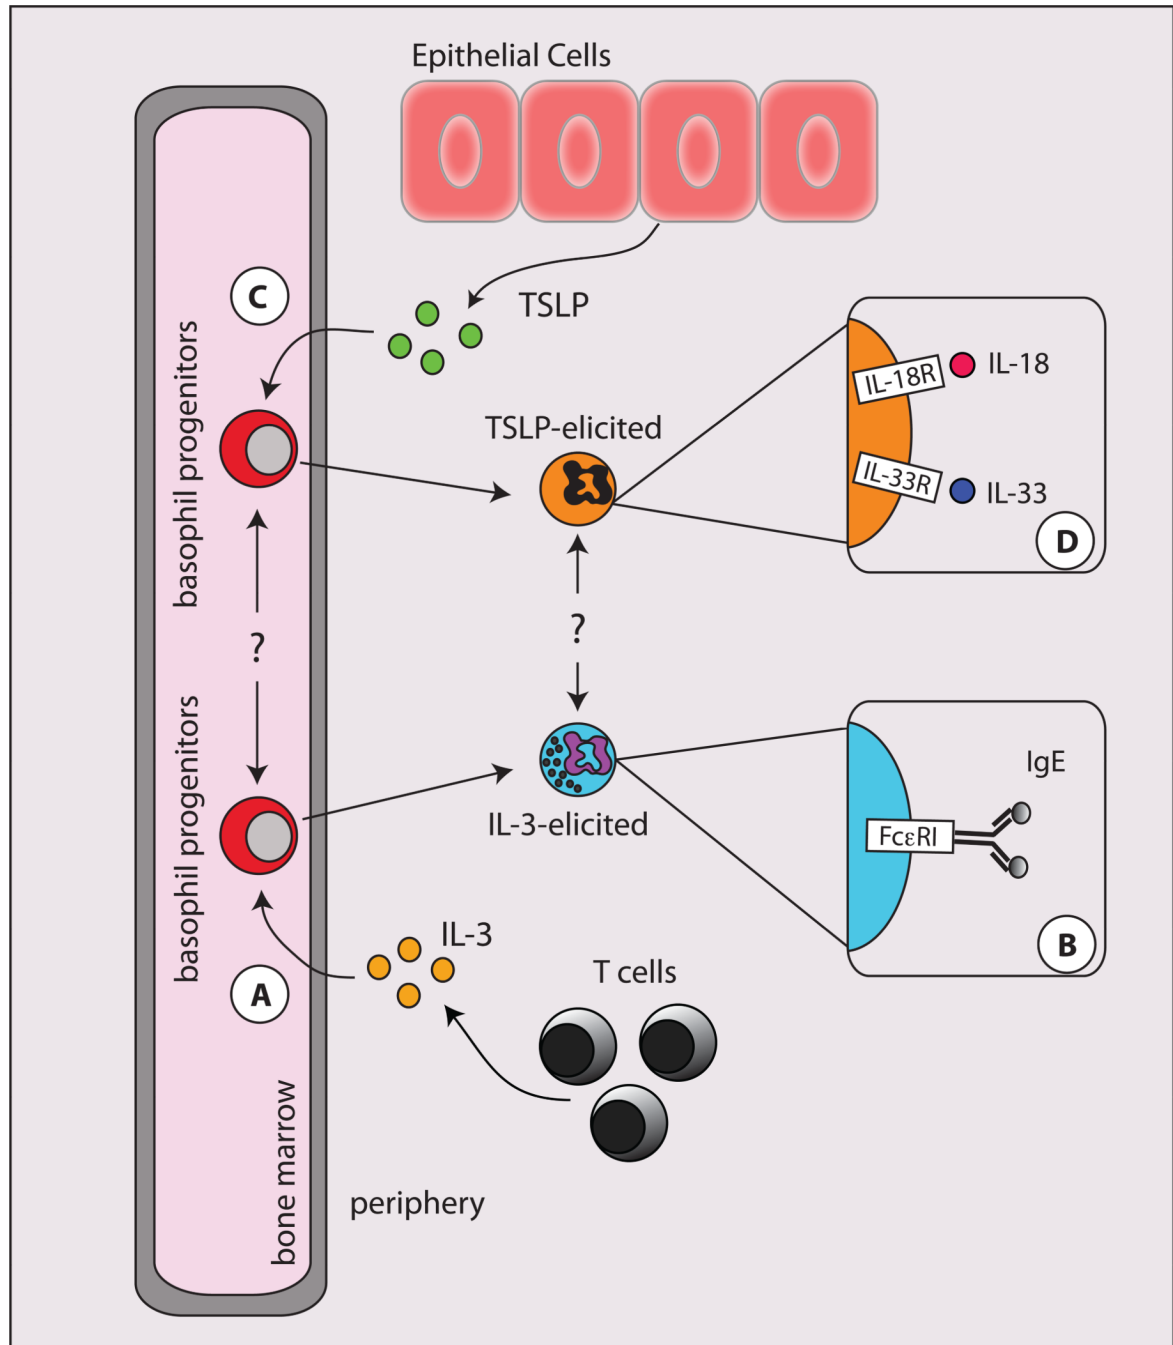 Epithelial Cells
C
TSLP
basophil progenitors
TSLP-elicited
IL-18R
IL-18
IL-33R
IL-33
D
?
?
basophil progenitors
IL-3-elicited
IgE
FcεRI
B
IL-3
A
T cells
bone marrow
periphery